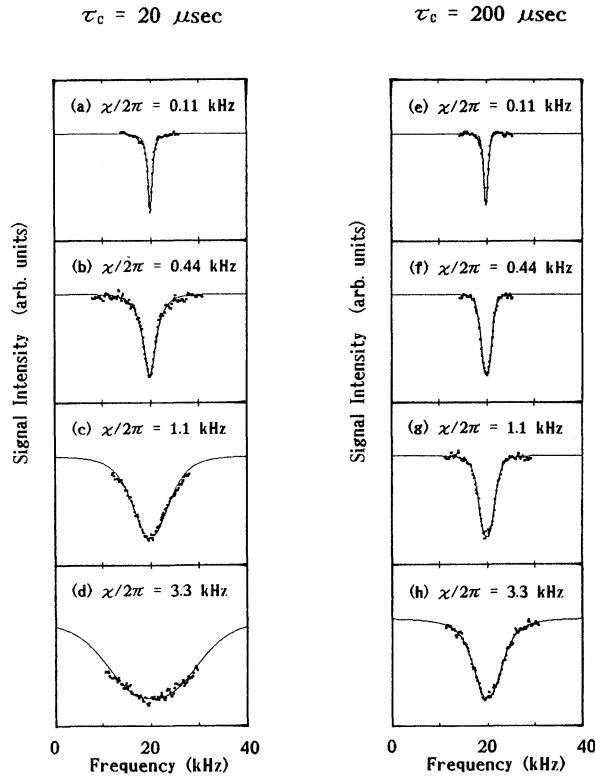 τc = 20 μsec
τc = 200 μsec
(a) χ/2π = 0.11 kHz
(b) χ/2π = 0.44 kHz
(c) χ/2π = 1.1 kHz
(d) χ/2π = 3.3 kHz
Signal Intensity (arb. units)
0 20 40
Frequency (kHz)
(e) χ/2π = 0.11 kHz
(f) χ/2π = 0.44 kHz
(g) χ/2π = 1.1 kHz
(h) χ/2π = 3.3 kHz
Signal Intensity (arb. units)
0 20 40
Frequency (kHz)